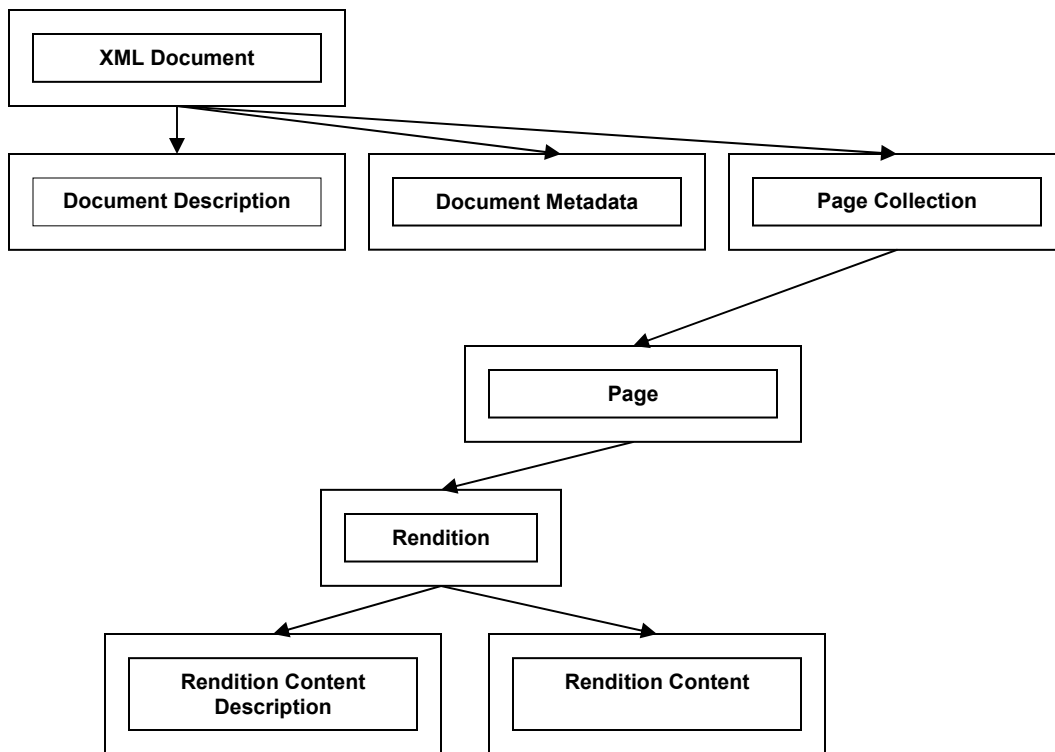 XML Document
Document Description
Document Metadata
Page Collection
Page
Rendition
Rendition Content
Description
Rendition Content